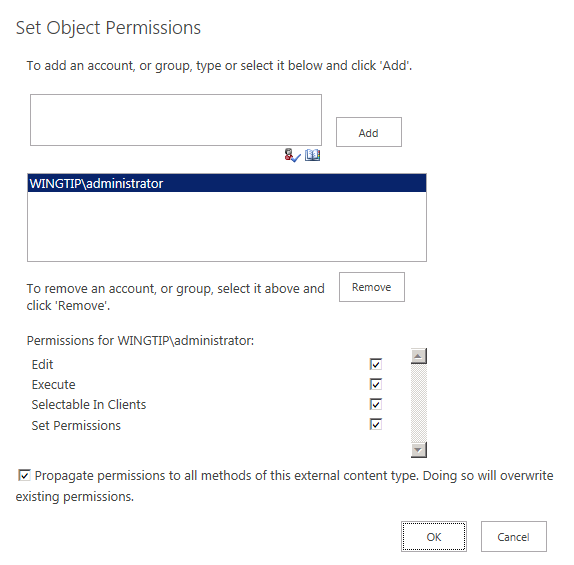 Set Object Permissions
To add an account, or group, type or select it below and click 'Add'.
Add
WINGTIP\administrator
To remove an account, or group, select it above and
click 'Remove'.
Remove
Permissions for WINGTIP\administrator:
Edit
Execute
Selectable In Clients
Set Permissions
Propagate permissions to all methods of this external content type. Doing so will overwrite
existing permissions.
OK
Cancel